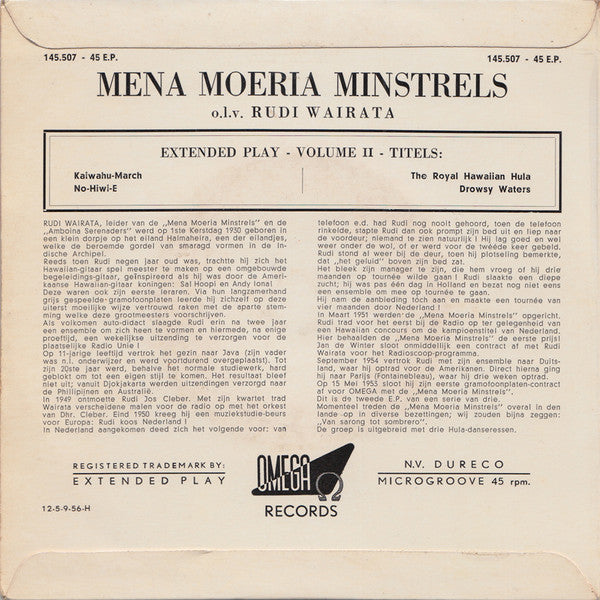 145.507 - 45 E.P.
145.507 - 45 E.P.
MENA MOERIA MINSTRELS
o.l.v. RUDI WAIRATA
EXTENDED PLAY - VOLUME II - TITELS:
Kaiwahu-March
No-Hiwi-E
The Royal Hawaiian Hula
Drowsy Waters
RUDI WAIRATA, leider van de ,,Mena Moeria Minstrels" en de
,,Amboina Serenaders" werd op 1ste Kerstdag 1930 geboren in
een klein dorpje op het eiland Halmaheira, een der eilandjes,
welke de beroemde gordel van smaragd vormen in de In-
dische Archipel.
Reeds toen Rudi negen jaar oud was, trachtte hij zich het
Hawaiian-gitaar spel meester te maken op een omgebouwde
begeleidings-gitaar, geïnspireerd als hij was door de Ameri-
kaanse Hawaiian-gitaar koningen: Sal Hoopi en Andy Iona!
Deze waren ook zijn eerste leraren. Via hun langzamerhand
grijs gespeelde-gramofoonplaten leerde hij zichzelf op deze
uiterst moeilijke wijze vertrouwd raken met de aparte stem-
ming welke deze grootmeesters voorschrijven.
Als volkomen auto-didact slaagde Rudi erin na twee jaar
een ensemble om zich heen te vormen en hiermede, na enige
proeftijd, een wekelijkse uitzending te verzorgen voor de
plaatselijke Radio Unie!
Op 11-jarige leeftijd vertrok het gezin naar Java (zijn vader
was n.l. onderwijzer en werd voortdurend overgeplaatst). Tot
zijn 20ste jaar werd, behalve het normale studiewerk, hard
geblokt om tot een eigen stijl te komen. Het resultaat bleef
niet uit; vanuit Djokjakarta werden uitzendingen verzorgd naar
de Phillipijnen en Australië.
In 1949 ontmoette Rudi Jos Cleber. Met zijn kwartet trad
Wairata verscheidene malen voor de radio op met het orkest
van Dhr. Cleber. Eind 1950 kreeg hij een muziekstudie-beurs
voor Europa: Rudi koos Nederland!
In Nederland aangekomen deed zich het volgende voor: van
telefoon e.d. had Rudi nog nooit gehoord, toen de telefoon
rinkelde, stapte Rudi dan ook prompt zijn bed uit en liep naar
de voordeur; niemand te zien natuurlijk! Hij lag goed en wel
weer onder de wol, of er werd voor de tweede keer gebeld.
Rudi stond al weer bij de deur, toen hij plotseling bemerkte,
dat ,,het geluid" boven zijn bed zat.
Het bleek zijn manager te zijn, die hem vroeg of hij drie
maanden op tournée wilde gaan! Rudi slaakte een diepe
zucht; hij was pas één dag in Holland en bezat nog niet eens
een ensemble om mee op tournée te gaan.
Hij nam de aanbieding tòch aan en maakte een tournée van
vier maanden door Nederland!
In Maart 1951 werden de ,,Mena Moeria Minstrels" opgericht.
Rudi trad voor het eerst bij de Radio op ter gelegenheid van
een Hawaiian concours om de kampioenstitel van Nederland.
Hier behaalden de ,,Mena Moeria Minstrels" de eerste prijs!
Jan de Winter sloot onmiddellijk een contract af met Rudi
Wairata voor het Radioscoop-programma.
September 1954 vertrok Rudi met zijn ensemble naar Duits-
land, waar hij optrad voor de Amerikanen. Direct hierna ging
hij naar Parijs (Fontainebleau), waar hij drie weken optrad.
Op 15 Mei 1955 sloot hij zijn eerste gramofoonplaten-contract
af voor OMEGA met de ,,Mena Moeria Minstrels".
Dit is de tweede E.P. van een serie van drie.
Momenteel treden de ,,Mena Moeria Minstrels" overal in den
lande op in diverse bezettingen; wij zouden bijna zeggen:
,,Van sarong tot sombrero".
De groep is uitgebreid met drie Hula-danseressen.
REGISTERED TRADEMARK BY:
EXTENDED PLAY
OMEGA
RECORDS
N.V. DURECO
MICROGROOVE 45 rpm.
12-5-9-56-H